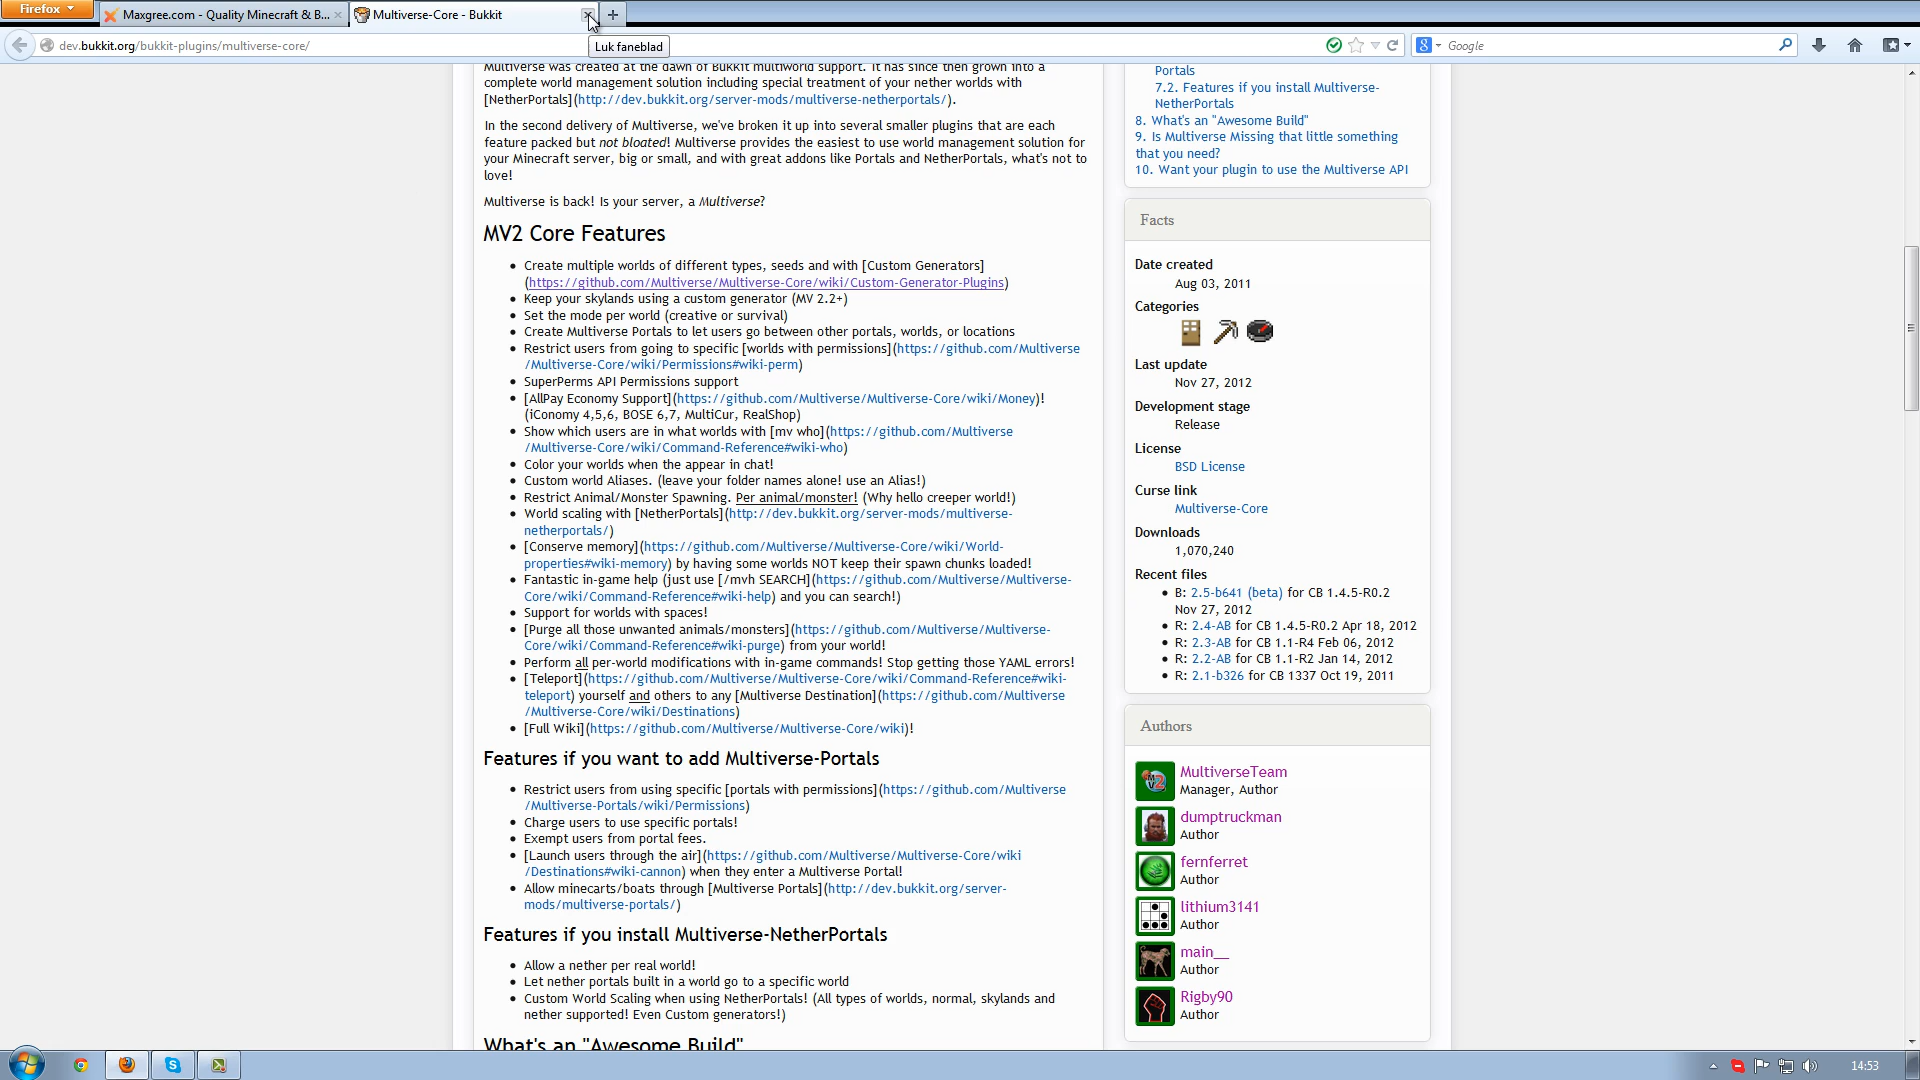 Firefox
Maxgree.com - Quality Minecraft & B...
Multiverse-Core - Bukkit
dev.bukkit.org/bukkit-plugins/multiverse-core/
Google
Luk faneblad
Multiverse was created at the dawn of Bukkit multiworld support. It has since then grown into a
complete world management solution including special treatment of your nether worlds with
[NetherPortals](http://dev.bukkit.org/server-mods/multiverse-netherportals/).
In the second delivery of Multiverse, we've broken it up into several smaller plugins that are each
feature packed but not bloated! Multiverse provides the easiest to use world management solution for
your Minecraft server, big or small, and with great addons like Portals and NetherPortals, what's not to
love!
Multiverse is back! Is your server, a Multiverse?
MV2 Core Features
Create multiple worlds of different types, seeds and with [Custom Generators]
(https://github.com/Multiverse/Multiverse-Core/wiki/Custom-Generator-Plugins)
Keep your skylands using a custom generator (MV 2.2+)
Set the mode per world (creative or survival)
Create Multiverse Portals to let users go between other portals, worlds, or locations
Restrict users from going to specific [worlds with permissions](https://github.com/Multiverse
/Multiverse-Core/wiki/Permissions#wiki-perm)
SuperPerms API Permissions support
[AllPay Economy Support](https://github.com/Multiverse/Multiverse-Core/wiki/Money)!
(iConomy 4,5,6, BOSE 6,7, MultiCur, RealShop)
Show which users are in what worlds with [mv who](https://github.com/Multiverse
/Multiverse-Core/wiki/Command-Reference#wiki-who)
Color your worlds when the appear in chat!
Custom world Aliases. (leave your folder names alone! use an Alias!)
Restrict Animal/Monster Spawning. Per animal/monster! (Why hello creeper world!)
World scaling with [NetherPortals](http://dev.bukkit.org/server-mods/multiverse-
netherportals/)
[Conserve memory](https://github.com/Multiverse/Multiverse-Core/wiki/World-
properties#wiki-memory) by having some worlds NOT keep their spawn chunks loaded!
Fantastic in-game help (just use [/mvh SEARCH](https://github.com/Multiverse/Multiverse-
Core/wiki/Command-Reference#wiki-help) and you can search!)
Support for worlds with spaces!
[Purge all those unwanted animals/monsters](https://github.com/Multiverse/Multiverse-
Core/wiki/Command-Reference#wiki-purge) from your world!
Perform all per-world modifications with in-game commands! Stop getting those YAML errors!
[Teleport](https://github.com/Multiverse/Multiverse-Core/wiki/Command-Reference#wiki-
teleport) yourself and others to any [Multiverse Destination](https://github.com/Multiverse
/Multiverse-Core/wiki/Destinations)
[Full Wiki](https://github.com/Multiverse/Multiverse-Core/wiki)!
Features if you want to add Multiverse-Portals
Restrict users from using specific [portals with permissions](https://github.com/Multiverse
/Multiverse-Portals/wiki/Permissions)
Charge users to use specific portals!
Exempt users from portal fees.
[Launch users through the air](https://github.com/Multiverse/Multiverse-Core/wiki
/Destinations#wiki-cannon) when they enter a Multiverse Portal!
Allow minecarts/boats through [Multiverse Portals](http://dev.bukkit.org/server-
mods/multiverse-portals/)
Features if you install Multiverse-NetherPortals
Allow a nether per real world!
Let nether portals built in a world go to a specific world
Custom World Scaling when using NetherPortals! (All types of worlds, normal, skylands and
nether supported! Even Custom generators!)
What's an "Awesome Build"
Portals
7.2. Features if you install Multiverse-
NetherPortals
8. What's an "Awesome Build"
9. Is Multiverse Missing that little something
that you need?
10. Want your plugin to use the Multiverse API
Facts
Date created
Aug 03, 2011
Categories
Last update
Nov 27, 2012
Development stage
Release
License
BSD License
Curse link
Multiverse-Core
Downloads
1,070,240
Recent files
B: 2.5-b641 (beta) for CB 1.4.5-R0.2
Nov 27, 2012
R: 2.4-AB for CB 1.4.5-R0.2 Apr 18, 2012
R: 2.3-AB for CB 1.1-R4 Feb 06, 2012
R: 2.2-AB for CB 1.1-R2 Jan 14, 2012
R: 2.1-b326 for CB 1337 Oct 19, 2011
Authors
MultiverseTeam
Manager, Author
dumptruckman
Author
fernferret
Author
lithium3141
Author
main__
Author
Rigby90
Author
14:53